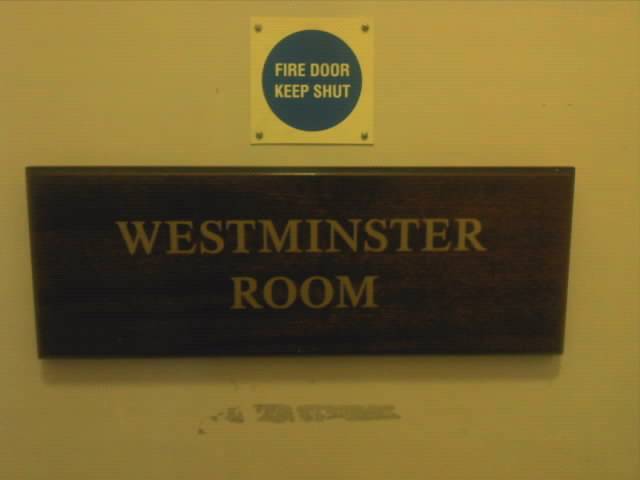 FIRE DOOR
KEEP SHUT
WESTMINSTER
ROOM